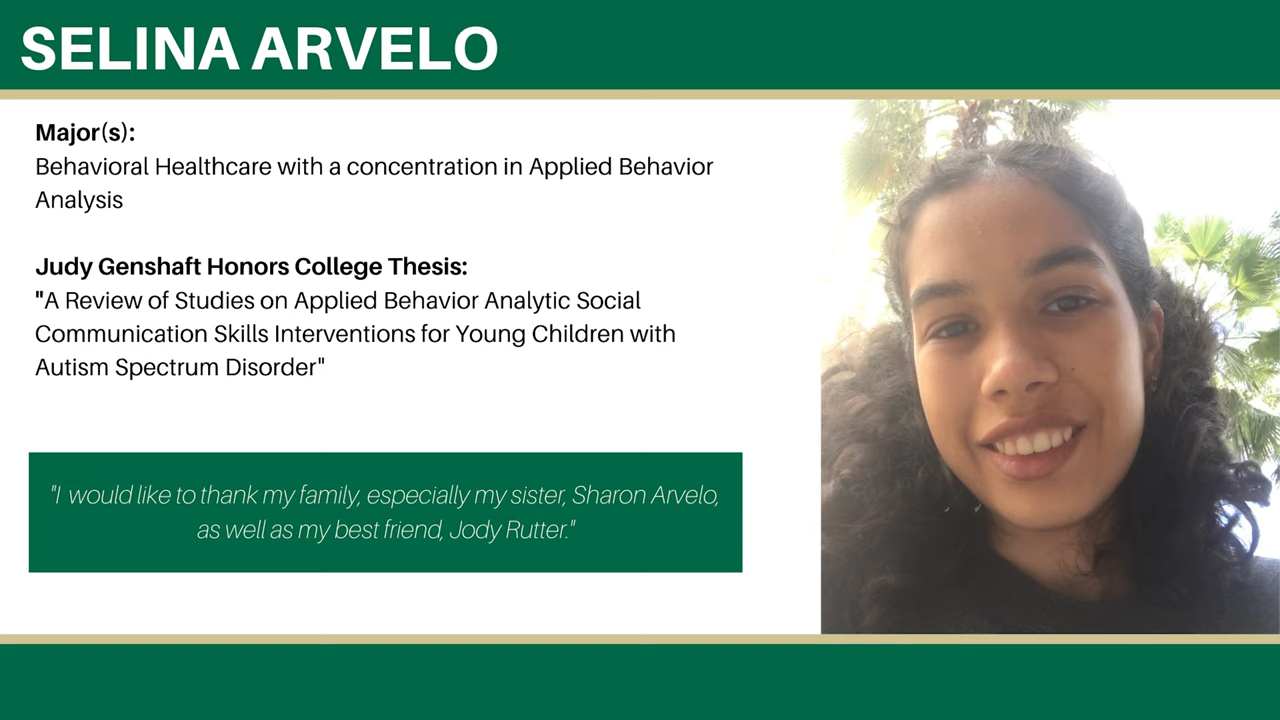 SELINA ARVELO
Major(s):
Behavioral Healthcare with a concentration in Applied Behavior
Analysis
Judy Genshaft Honors College Thesis:
"A Review of Studies on Applied Behavior Analytic Social
Communication Skills Interventions for Young Children with
Autism Spectrum Disorder"
"I would like to thank my family, especially my sister, Sharon Arvelo,
as well as my best friend, Jody Rutter."